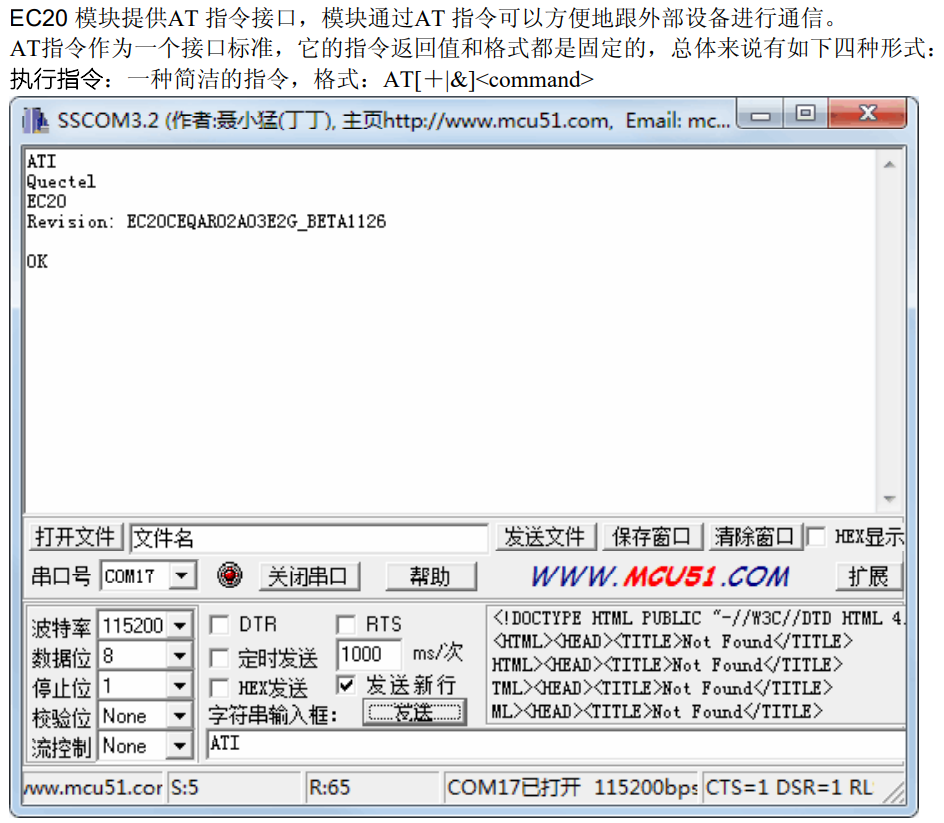 EC20 模块提供AT 指令接口，模块通过AT 指令可以方便地跟外部设备进行通信。
AT指令作为一个接口标准，它的指令返回值和格式都是固定的，总体来说有如下四种形式：
执行指令：一种简洁的指令，格式：AT[＋|&]<command>
SSCOM3.2 (作者:聂小猛(丁丁), 主页http://www.mcu51.com,  Email: mc...
ATI
Quectel
EC20
Revision: EC20CEQAR02A03E2G_BETA1126
OK
打开文件 文件名 发送文件 保存窗口 清除窗口 HEX显示
串口号 COM17 关闭串口 帮助 WWW.MCU51.COM 扩展
波特率 115200 DTR RTS
数据位 8 定时发送 1000 ms/次
停止位 1 HEX发送 发送新行
校验位 None 字符串输入框: 发送
流控制 None ATI
<!DOCTYPE HTML PUBLIC "-//W3C//DTD HTML 4.
<HTML><HEAD><TITLE>Not Found</TITLE>
HTML><HEAD><TITLE>Not Found</TITLE>
TML><HEAD><TITLE>Not Found</TITLE>
ML><HEAD><TITLE>Not Found</TITLE>
www.mcu51.cor S:5 R:65 COM17已打开 115200bps CTS=1 DSR=1 RL